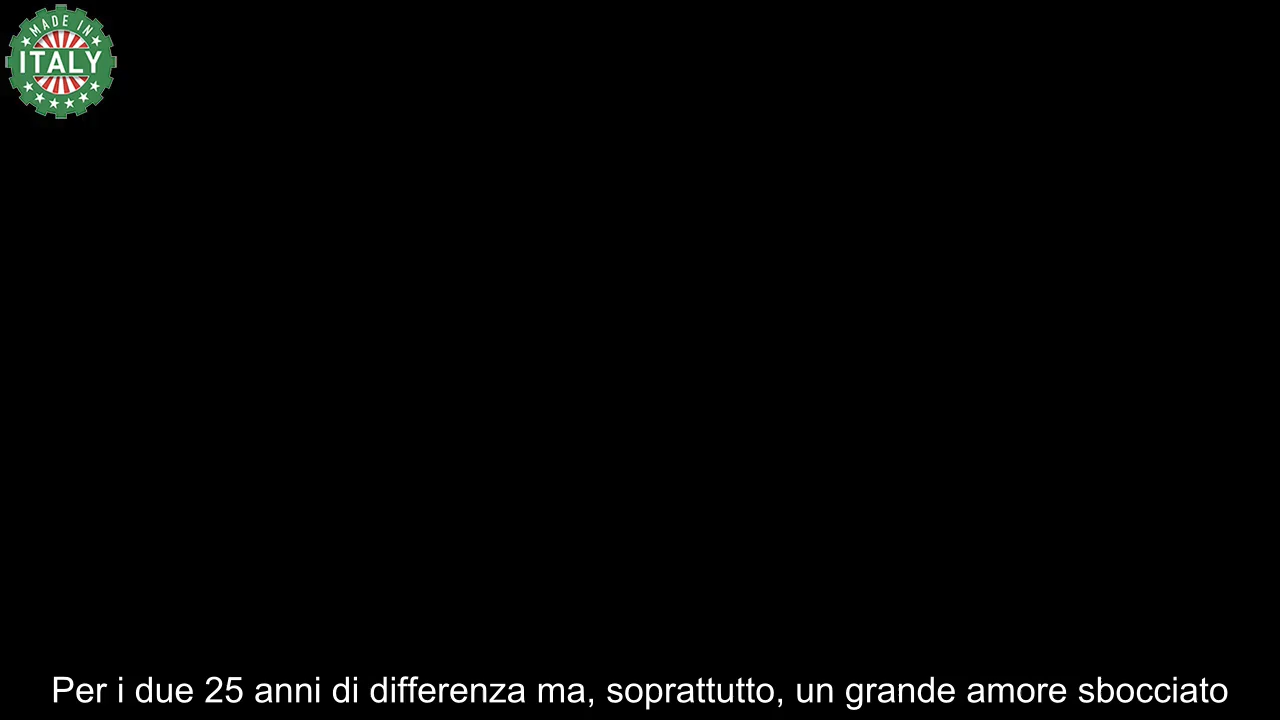 MADE IN
ITALY
Per i due 25 anni di differenza ma, soprattutto, un grande amore sbocciato